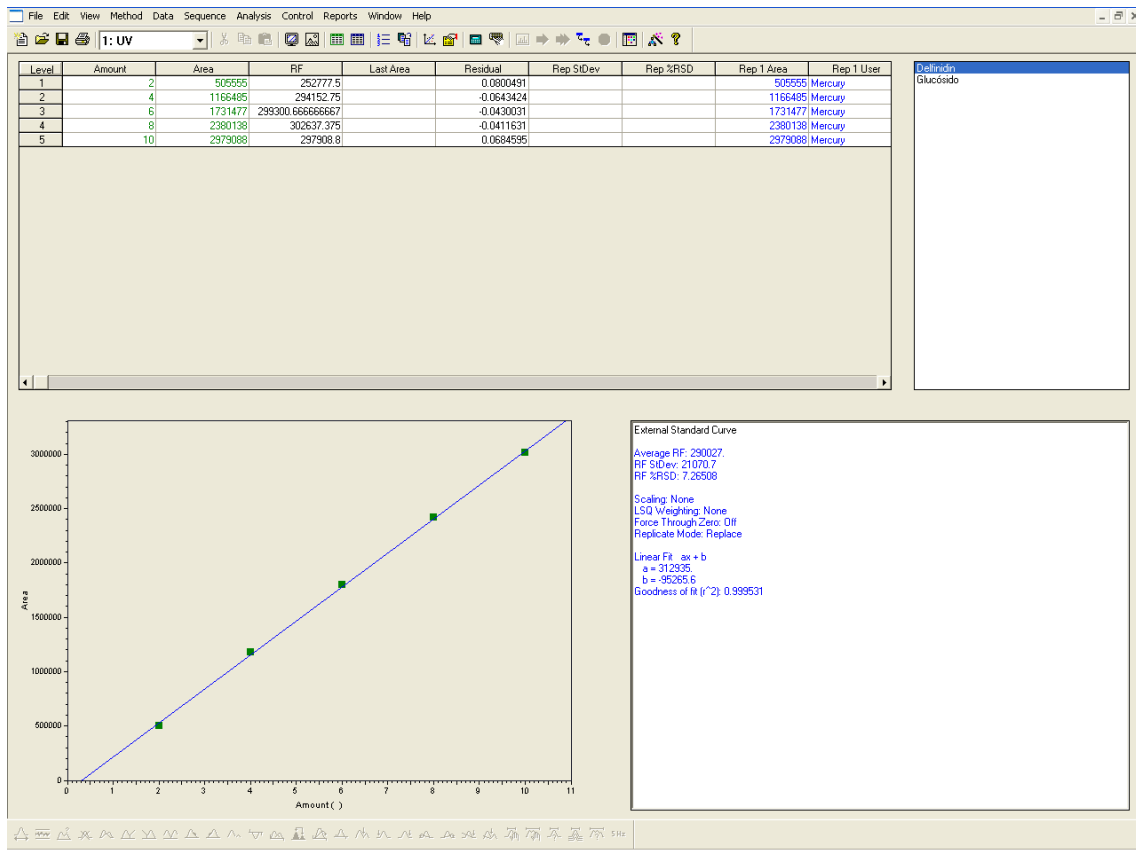 File Edit View Method Data Sequence Analysis Control Reports Window Help
1: UV
Level Amount Area RF Last Area Residual Rep StDev Rep %RSD Rep 1 Area Rep 1 User
1 2 505555 252777.5 0.0800491 505555 Mercury
2 4 1166485 294152.75 -0.0643424 1166485 Mercury
3 6 1731477 299300.666666667 -0.0430031 1731477 Mercury
4 8 2380138 302637.375 -0.0411631 2380138 Mercury
5 10 2979088 297908.8 0.0684595 2979088 Mercury
Delfinidin
Glucósido
3000000
2500000
2000000
1500000
1000000
500000
0
Area
0 1 2 3 4 5 6 7 8 9 10 11
Amount ( )
External Standard Curve
Average RF: 290027.
RF StDev: 21070.7
RF %RSD: 7.26508
Scaling: None
LSQ Weighting: None
Force Through Zero: Off
Replicate Mode: Replace
Linear Fit ax + b
a = 312935.
b = -95265.6
Goodness of fit (r^2): 0.999531
5 Hz